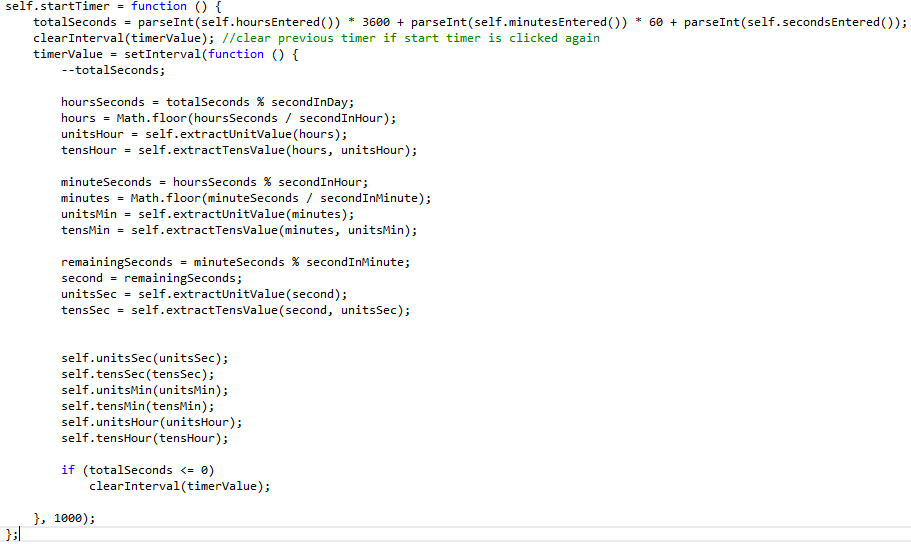 self.startTimer = function () {
    totalSeconds = parseInt(self.hoursEntered()) * 3600 + parseInt(self.minutesEntered()) * 60 + parseInt(self.secondsEntered());
    clearInterval(timerValue); //clear previous timer if start timer is clicked again
    timerValue = setInterval(function () {
        --totalSeconds;

        hoursSeconds = totalSeconds % secondInDay;
        hours = Math.floor(hoursSeconds / secondInHour);
        unitsHour = self.extractUnitValue(hours);
        tensHour = self.extractTensValue(hours, unitsHour);

        minuteSeconds = hoursSeconds % secondInHour;
        minutes = Math.floor(minuteSeconds / secondInMinute);
        unitsMin = self.extractUnitValue(minutes);
        tensMin = self.extractTensValue(minutes, unitsMin);

        remainingSeconds = minuteSeconds % secondInMinute;
        second = remainingSeconds;
        unitsSec = self.extractUnitValue(second);
        tensSec = self.extractTensValue(second, unitsSec);


        self.unitsSec(unitsSec);
        self.tensSec(tensSec);
        self.unitsMin(unitsMin);
        self.tensMin(tensMin);
        self.unitsHour(unitsHour);
        self.tensHour(tensHour);

        if (totalSeconds <= 0)
            clearInterval(timerValue);

    }, 1000);
};